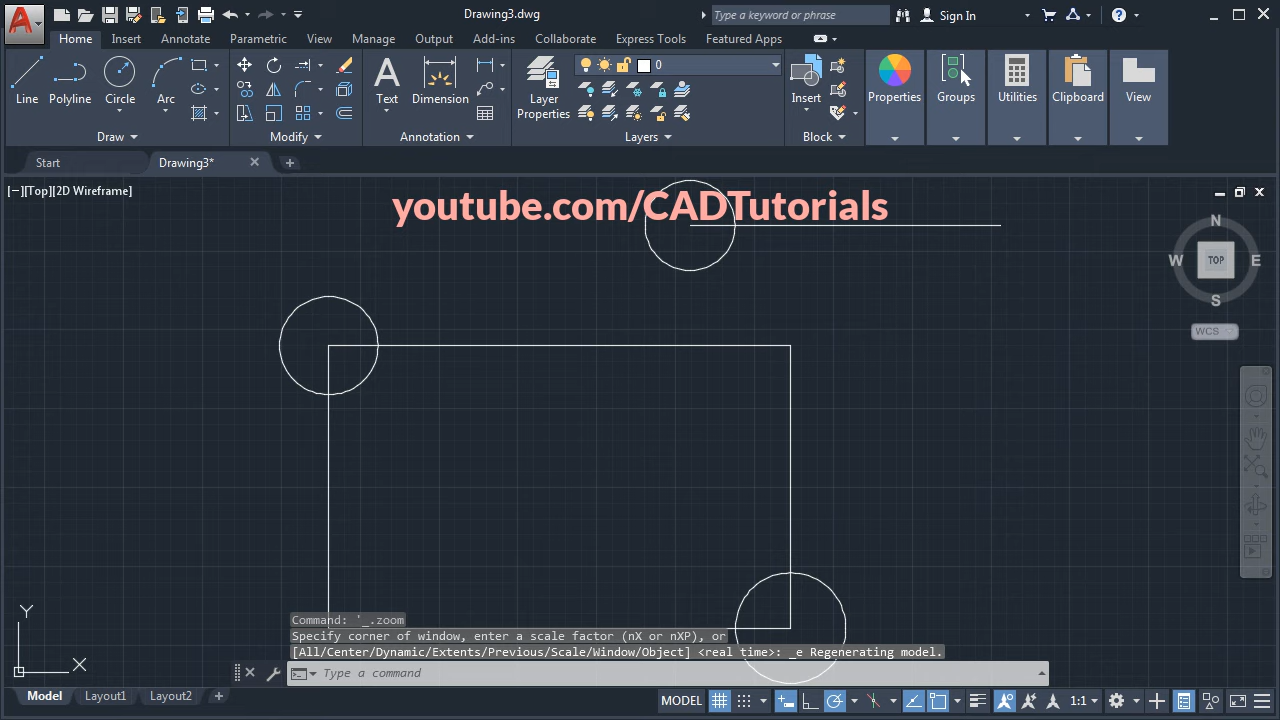 Drawing3.dwg
Type a keyword or phrase
Sign In
Home Insert Annotate Parametric View Manage Output Add-ins Collaborate Express Tools Featured Apps
0
Line Polyline Circle Arc
Text Dimension
Layer
Properties
Insert
Properties Groups Utilities Clipboard View
Draw Modify Annotation Layers Block
Start Drawing3*
[−][Top][2D Wireframe]
youtube.com/CADTutorials
N
W TOP E
S
WCS
Y
X
Command: '_.zoom
Specify corner of window, enter a scale factor (nX or nXP), or
[All/Center/Dynamic/Extents/Previous/Scale/Window/Object] <real time>: _e Regenerating model.
Type a command
Model Layout1 Layout2
MODEL
1:1